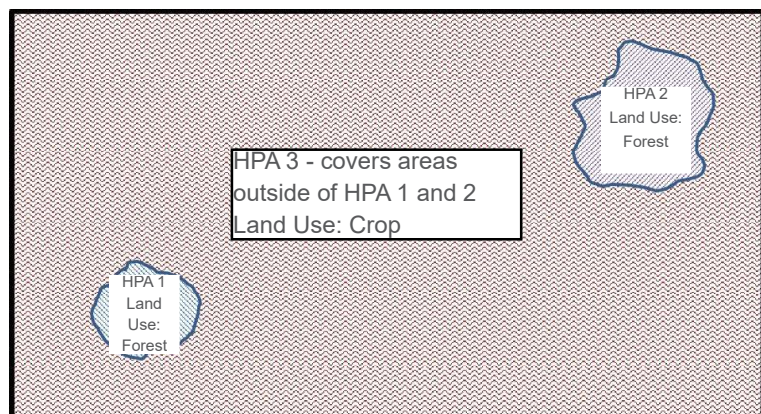 HPA 2
Land Use:
Forest
HPA 3 - covers areas
outside of HPA 1 and 2
Land Use: Crop
HPA 1
Land
Use:
Forest